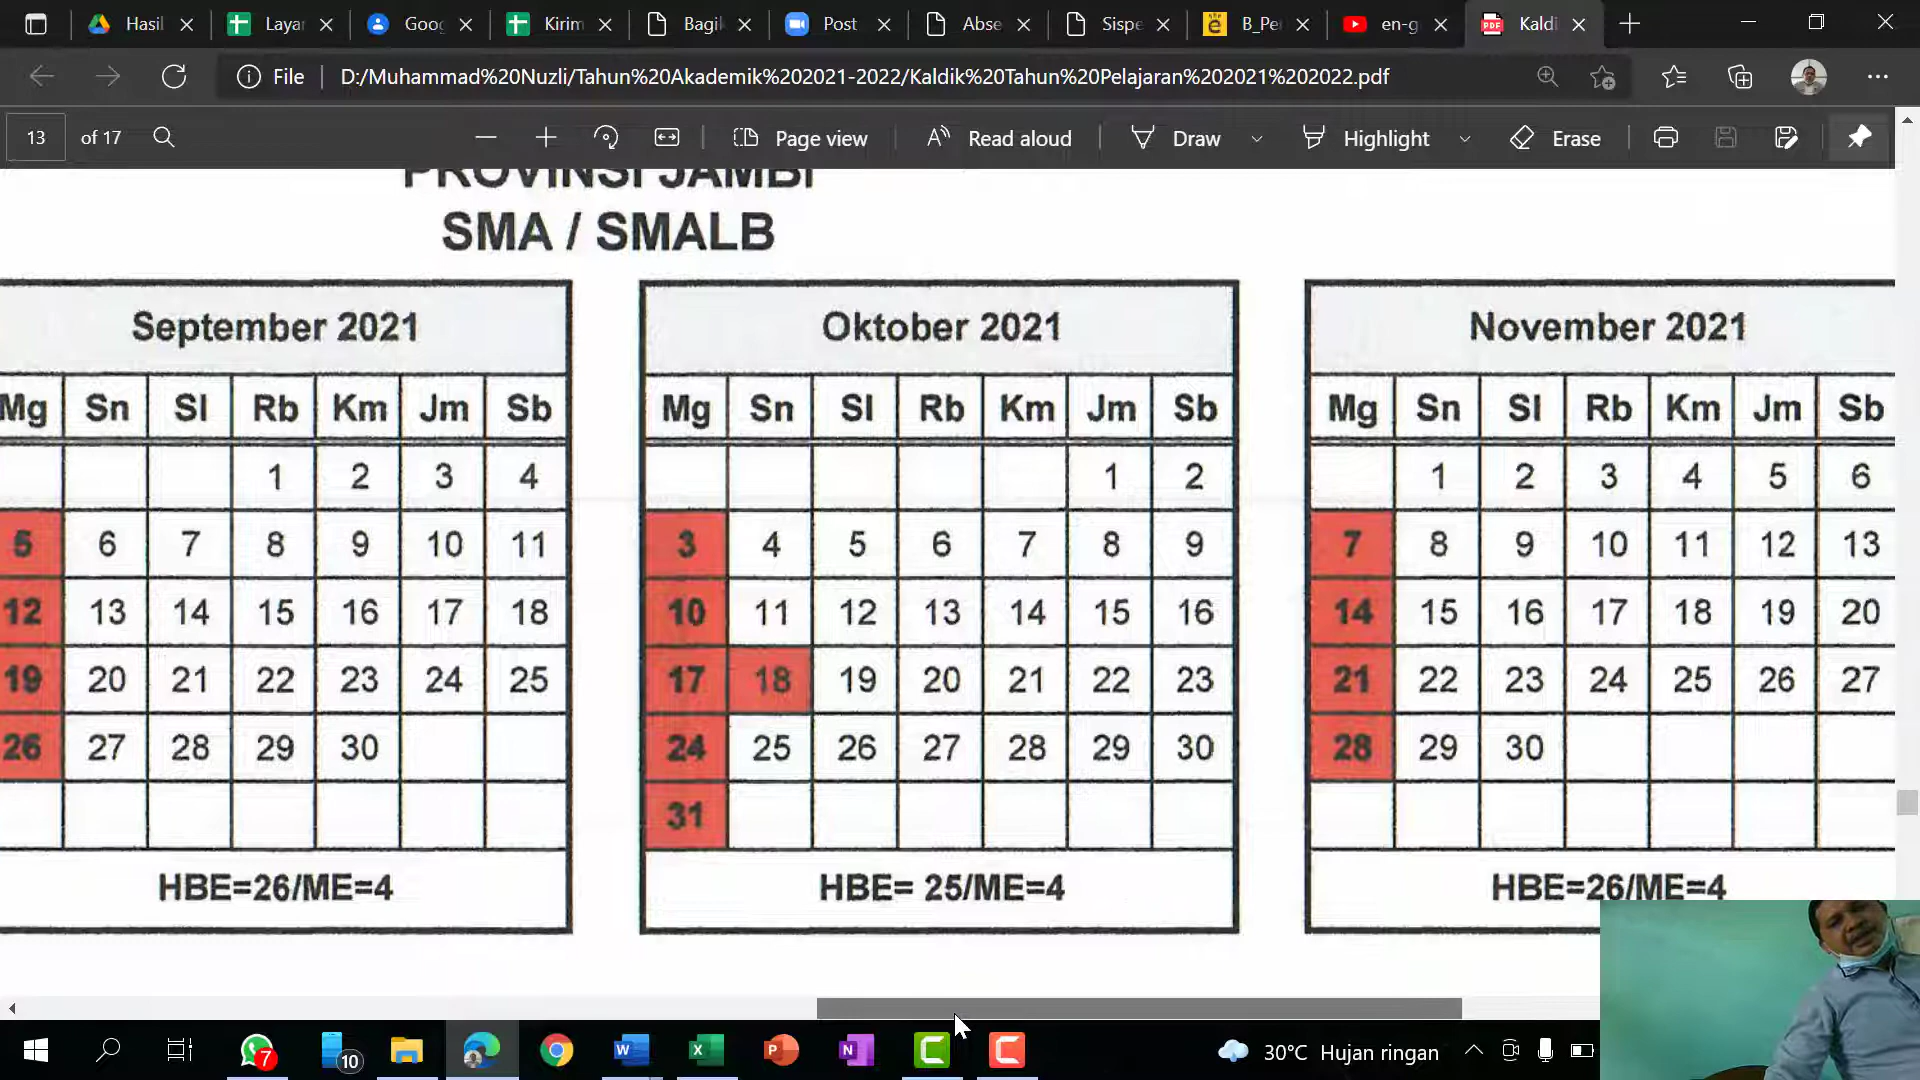 Hasil
Layar
Goog
Kirim
Bagik
Post
Abse
Sispe
B_Per
en-g
Kaldi
File
D:/Muhammad%20Nuzli/Tahun%20Akademik%202021-2022/Kaldik%20Tahun%20Pelajaran%202021%202022.pdf
13 of 17
Page view
Read aloud
Draw
Highlight
Erase
PROVINSI JAMBI
SMA / SMALB
September 2021
Mg Sn Sl Rb Km Jm Sb
1 2 3 4
5 6 7 8 9 10 11
12 13 14 15 16 17 18
19 20 21 22 23 24 25
26 27 28 29 30
HBE=26/ME=4
Oktober 2021
Mg Sn Sl Rb Km Jm Sb
1 2
3 4 5 6 7 8 9
10 11 12 13 14 15 16
17 18 19 20 21 22 23
24 25 26 27 28 29 30
31
HBE= 25/ME=4
November 2021
Mg Sn Sl Rb Km Jm Sb
1 2 3 4 5 6
7 8 9 10 11 12 13
14 15 16 17 18 19 20
21 22 23 24 25 26 27
28 29 30
HBE=26/ME=4
7
10
30°C Hujan ringan